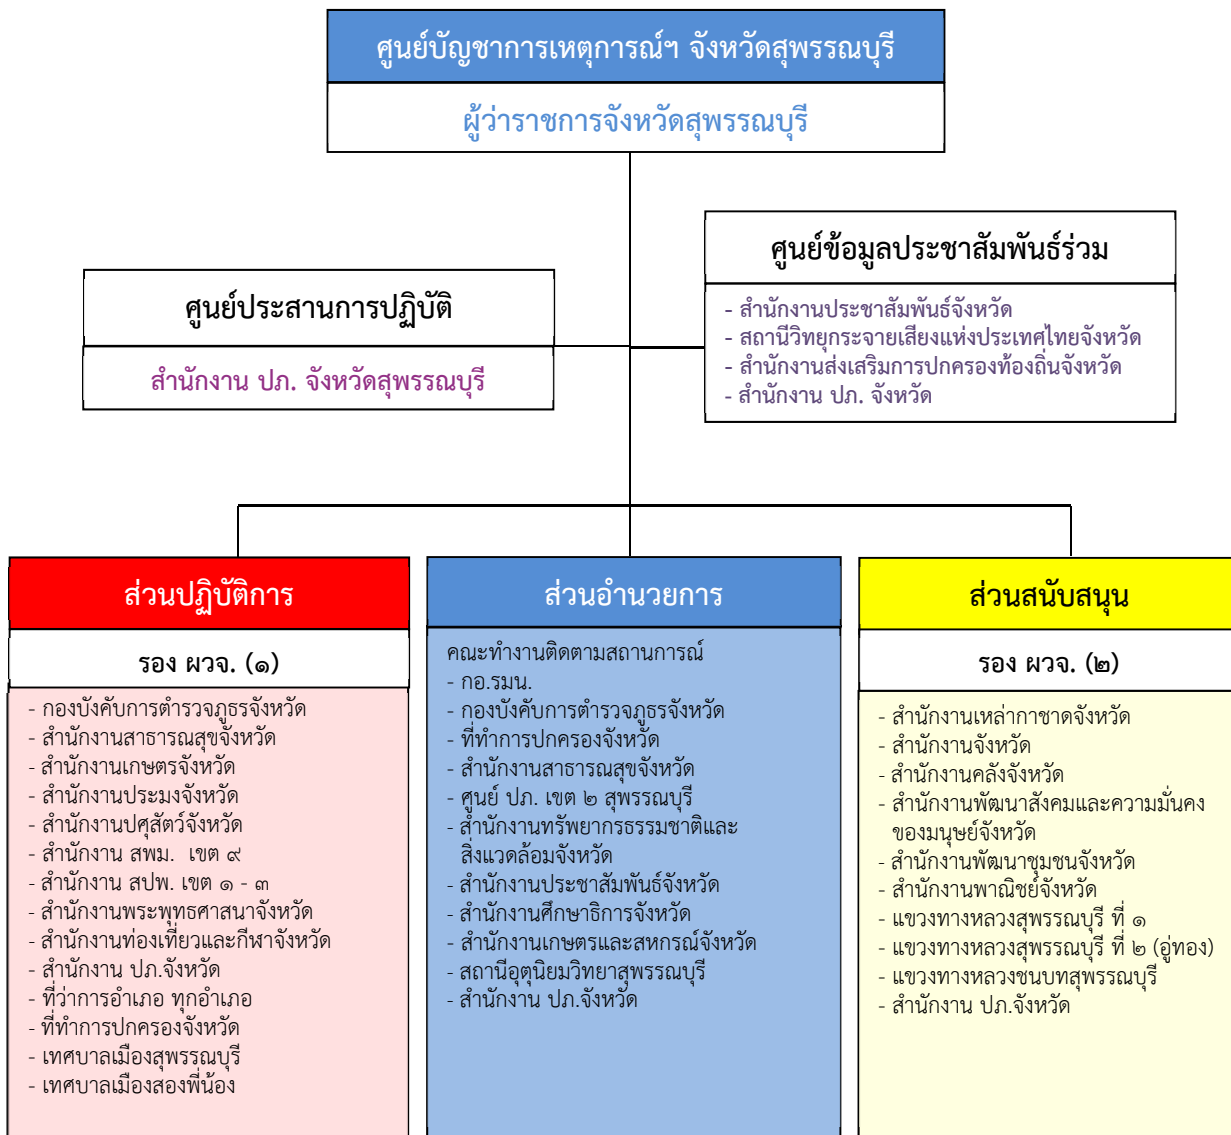 ศูนย์บัญชาการเหตุการณ์ฯ จังหวัดสุพรรณบุรี
ผู้ว่าราชการจังหวัดสุพรรณบุรี
ศูนย์ประสานการปฏิบัติ
สำนักงาน ปภ. จังหวัดสุพรรณบุรี
ศูนย์ข้อมูลประชาสัมพันธ์ร่วม
- สำนักงานประชาสัมพันธ์จังหวัด
- สถานีวิทยุกระจายเสียงแห่งประเทศไทยจังหวัด
- สำนักงานส่งเสริมการปกครองท้องถิ่นจังหวัด
- สำนักงาน ปภ. จังหวัด
ส่วนปฏิบัติการ
รอง ผวจ. (๑)
- กองบังคับการตำรวจภูธรจังหวัด
- สำนักงานสาธารณสุขจังหวัด
- สำนักงานเกษตรจังหวัด
- สำนักงานประมงจังหวัด
- สำนักงานปศุสัตว์จังหวัด
- สำนักงาน สพม. เขต ๙
- สำนักงาน สปพ. เขต ๑ - ๓
- สำนักงานพระพุทธศาสนาจังหวัด
- สำนักงานท่องเที่ยวและกีฬาจังหวัด
- สำนักงาน ปภ.จังหวัด
- ที่ว่าการอำเภอ ทุกอำเภอ
- ที่ทำการปกครองจังหวัด
- เทศบาลเมืองสุพรรณบุรี
- เทศบาลเมืองสองพี่น้อง
ส่วนอำนวยการ
คณะทำงานติดตามสถานการณ์
- กอ.รมน.
- กองบังคับการตำรวจภูธรจังหวัด
- ที่ทำการปกครองจังหวัด
- สำนักงานสาธารณสุขจังหวัด
- ศูนย์ ปภ. เขต ๒ สุพรรณบุรี
- สำนักงานทรัพยากรธรรมชาติและ
สิ่งแวดล้อมจังหวัด
- สำนักงานประชาสัมพันธ์จังหวัด
- สำนักงานศึกษาธิการจังหวัด
- สำนักงานเกษตรและสหกรณ์จังหวัด
- สถานีอุตุนิยมวิทยาสุพรรณบุรี
- สำนักงาน ปภ.จังหวัด
ส่วนสนับสนุน
รอง ผวจ. (๒)
- สำนักงานเหล่ากาชาดจังหวัด
- สำนักงานจังหวัด
- สำนักงานคลังจังหวัด
- สำนักงานพัฒนาสังคมและความมั่นคง
ของมนุษย์จังหวัด
- สำนักงานพัฒนาชุมชนจังหวัด
- สำนักงานพาณิชย์จังหวัด
- แขวงทางหลวงสุพรรณบุรี ที่ ๑
- แขวงทางหลวงสุพรรณบุรี ที่ ๒ (อู่ทอง)
- แขวงทางหลวงชนบทสุพรรณบุรี
- สำนักงาน ปภ.จังหวัด